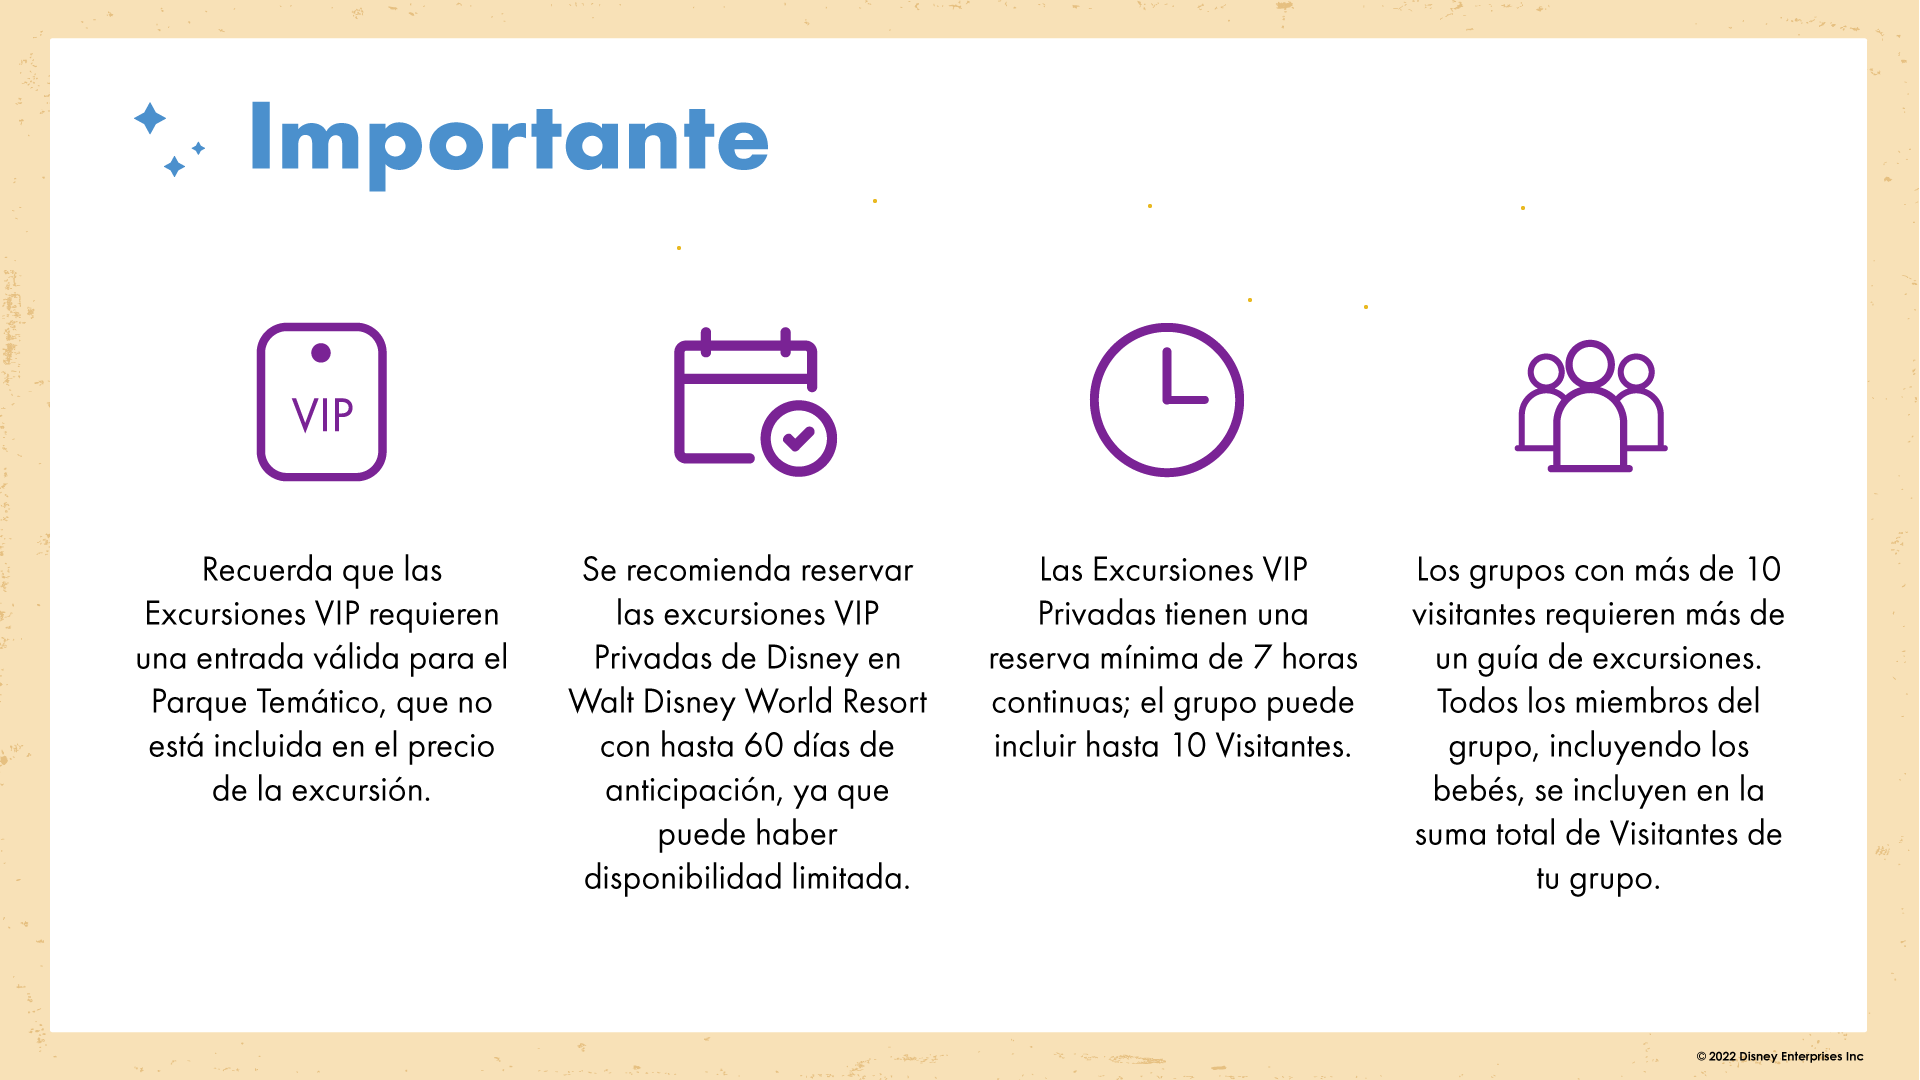 Importante
VIP
Recuerda que las
Excursiones VIP requieren
una entrada válida para el
Parque Temático, que no
está incluida en el precio
de la excursión.
Se recomienda reservar
las excursiones VIP
Privadas de Disney en
Walt Disney World Resort
con hasta 60 días de
anticipación, ya que
puede haber
disponibilidad limitada.
Las Excursiones VIP
Privadas tienen una
reserva mínima de 7 horas
continuas; el grupo puede
incluir hasta 10 Visitantes.
Los grupos con más de 10
visitantes requieren más de
un guía de excursiones.
Todos los miembros del
grupo, incluyendo los
bebés, se incluyen en la
suma total de Visitantes de
tu grupo.
© 2022 Disney Enterprises Inc